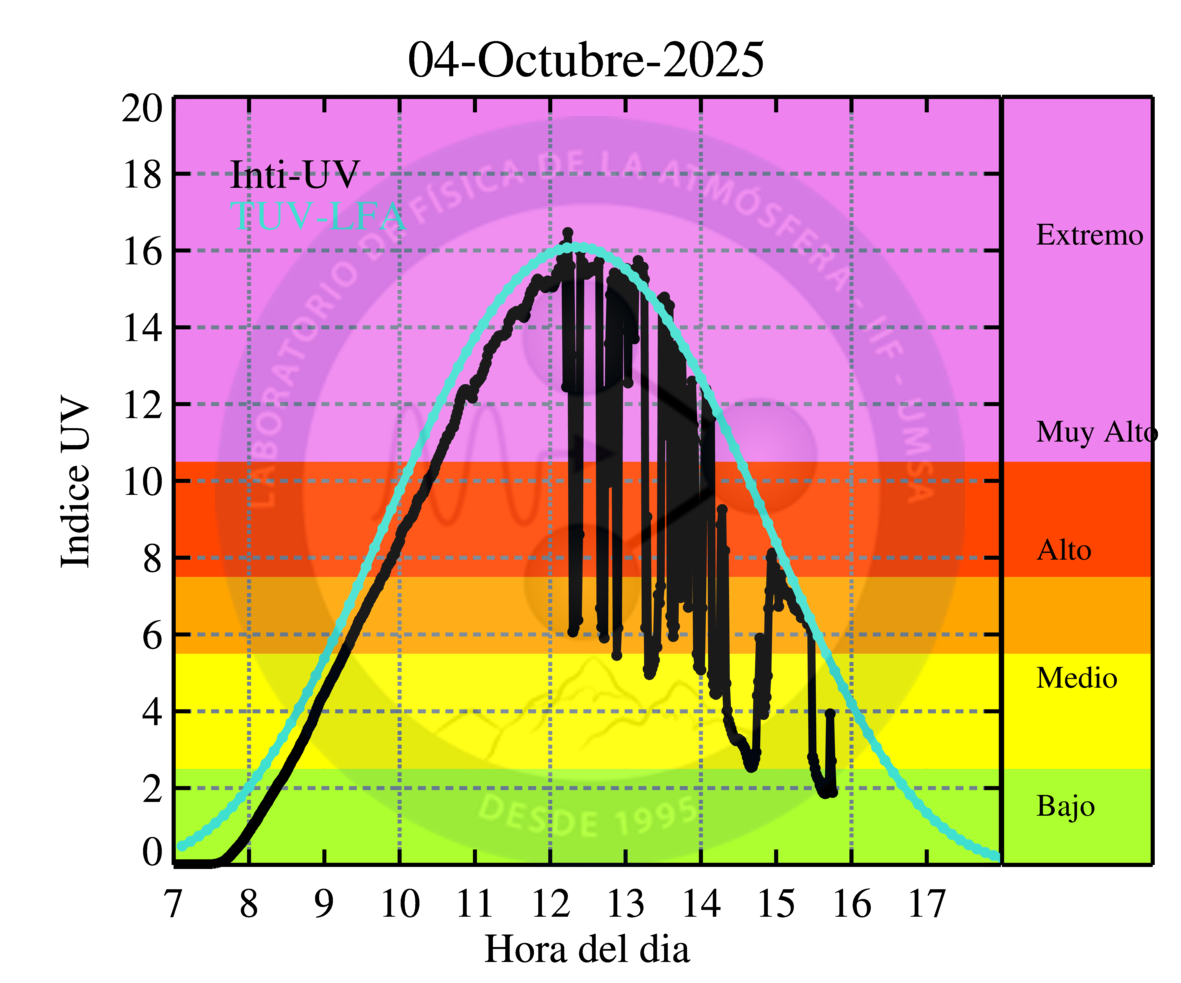 04-Octubre-2025
20
18
16
14
12
10
8
6
4
2
0
Indice UV
Inti-UV
TUV-LFA
LABORATORIO DE FÍSICA DE LA ATMÓSFERA - IIF - UMSA
DESDE 1995
Extremo
Muy Alto
Alto
Medio
Bajo
7 8 9 10 11 12 13 14 15 16 17
Hora del dia